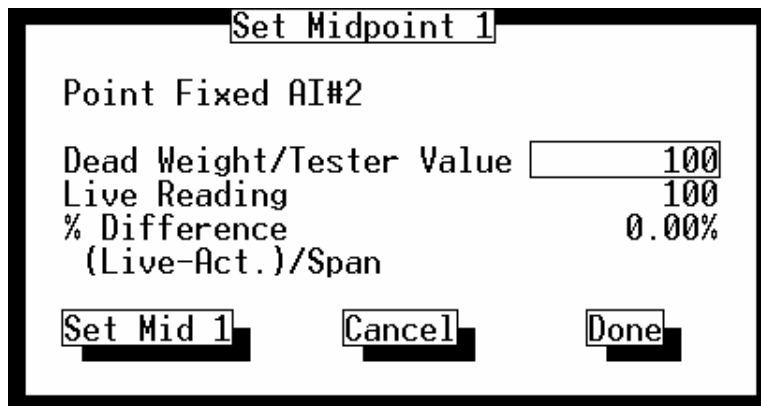 Set Midpoint 1
Point Fixed AI#2
Dead Weight/Tester Value 100
Live Reading 100
% Difference 0.00%
(Live-Act.)/Span
Set Mid 1 Cancel Done